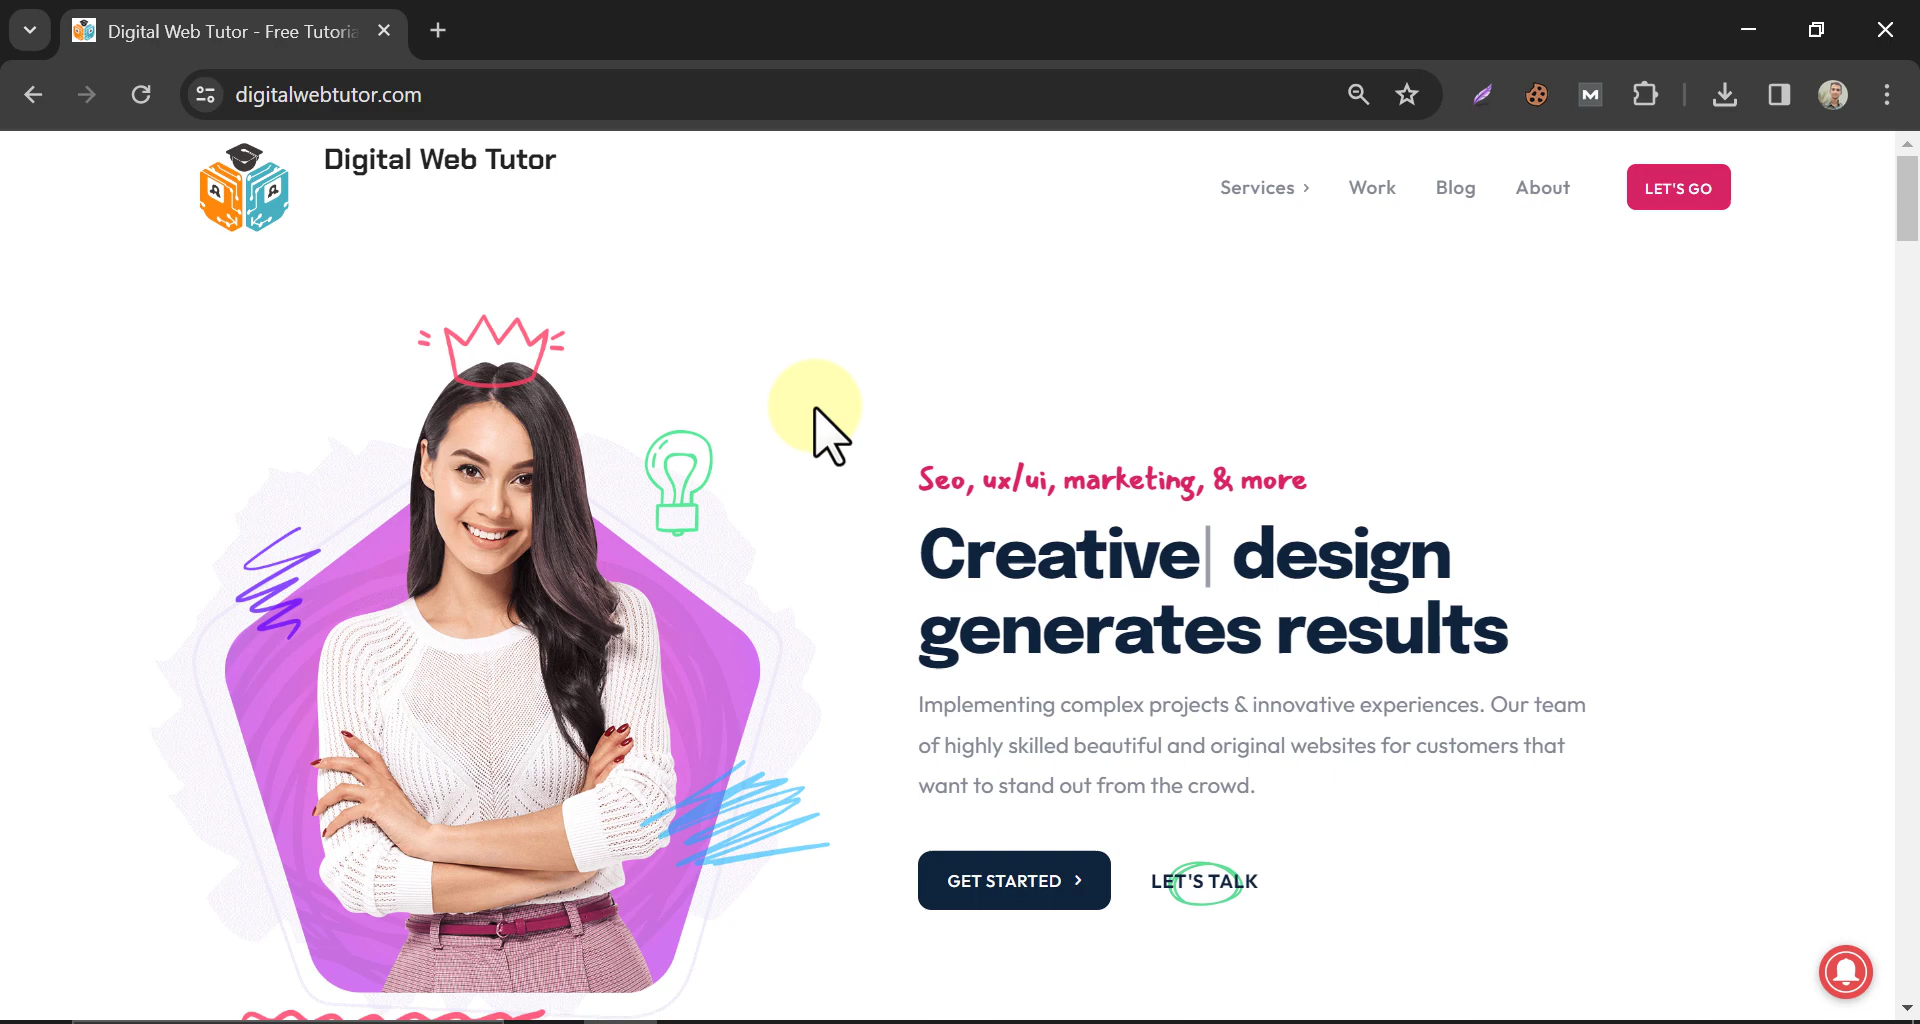 Digital Web Tutor - Free Tutoria
digitalwebtutor.com
Digital Web Tutor
Services
Work
Blog
About
LET'S GO
Seo, ux/ui, marketing, & more
Creative| design
generates results
Implementing complex projects & innovative experiences. Our team
of highly skilled beautiful and original websites for customers that
want to stand out from the crowd.
GET STARTED
LET'S TALK